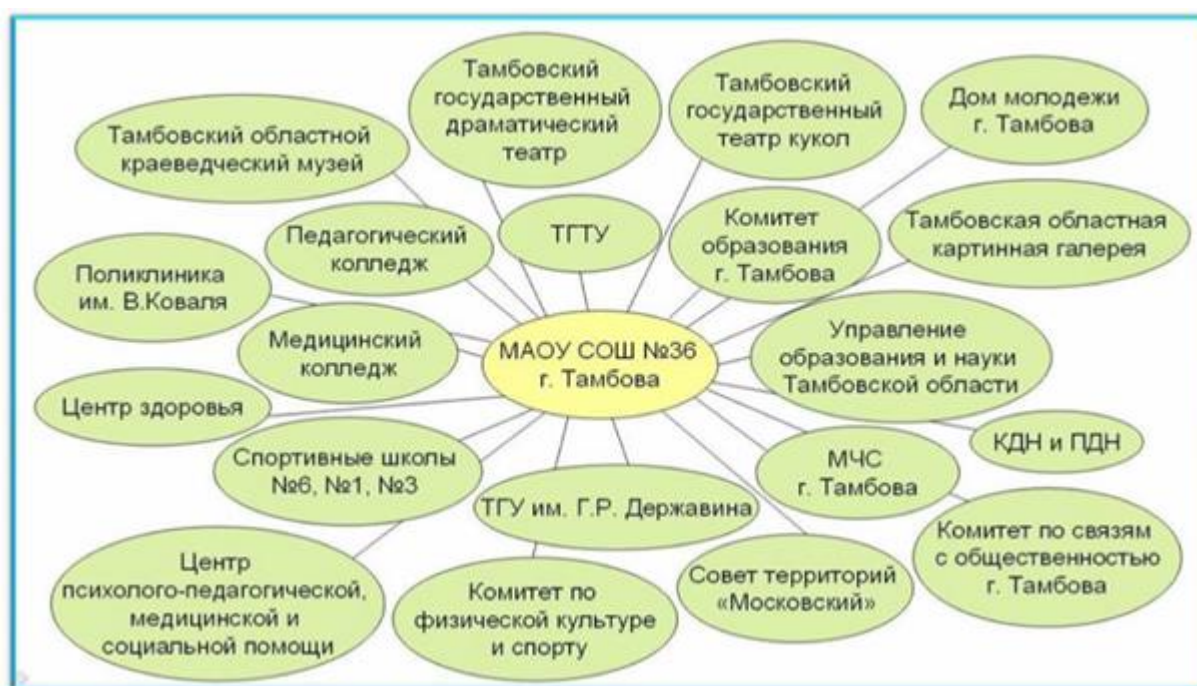 Тамбовский
государственный
драматический
театр
Тамбовский
государственный
театр кукол
Дом молодежи
г. Тамбова
Тамбовский областной
краеведческий музей
Педагогический
колледж
ТГТУ
Комитет
образования
г. Тамбова
Тамбовская областная
картинная галерея
Поликлиника
им. В.Коваля
Медицинский
колледж
МАОУ СОШ №36
г. Тамбова
Управление
образования и науки
Тамбовской области
Центр здоровья
КДН и ПДН
Спортивные школы
№6, №1, №3
ТГУ им. Г.Р. Державина
МЧС
г. Тамбова
Центр
психолого-педагогической,
медицинской и
социальной помощи
Комитет по
физической культуре
и спорту
Совет территорий
«Московский»
Комитет по связям
с общественностью
г. Тамбова